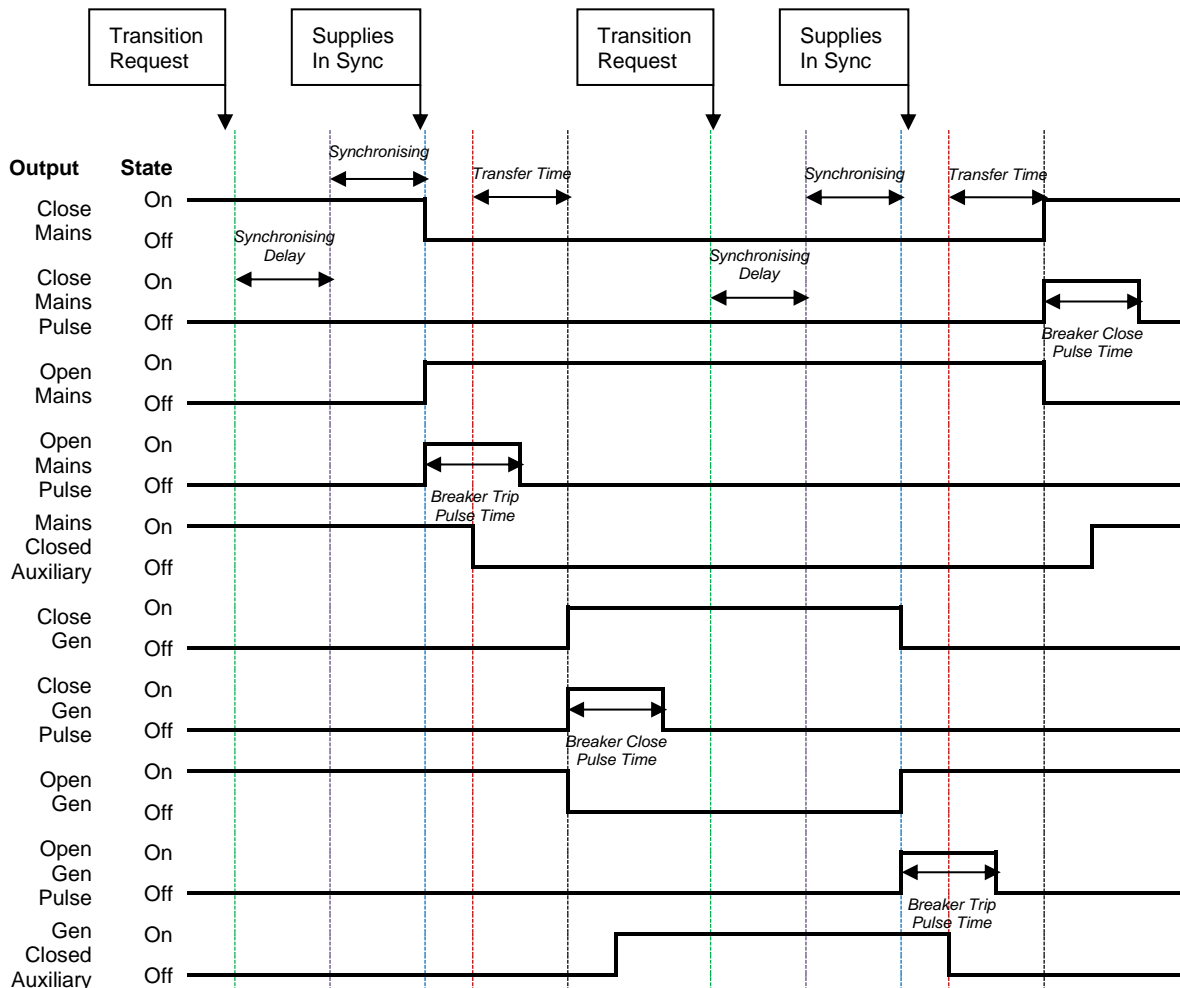 Transition
Request
Supplies
In Sync
Transition
Request
Supplies
In Sync
Output State
Synchronising
Transfer Time
Synchronising
Transfer Time
Close
Mains
On
Off
Synchronising
Delay
Synchronising
Delay
Close
Mains
Pulse
On
Off
Breaker Close
Pulse Time
Open
Mains
On
Off
Open
Mains
Pulse
On
Off
Breaker Trip
Pulse Time
Mains
Closed
Auxiliary
On
Off
Close
Gen
On
Off
Close
Gen
Pulse
On
Off
Breaker Close
Pulse Time
Open
Gen
On
Off
Open
Gen
Pulse
On
Off
Breaker Trip
Pulse Time
Gen
Closed
Auxiliary
On
Off